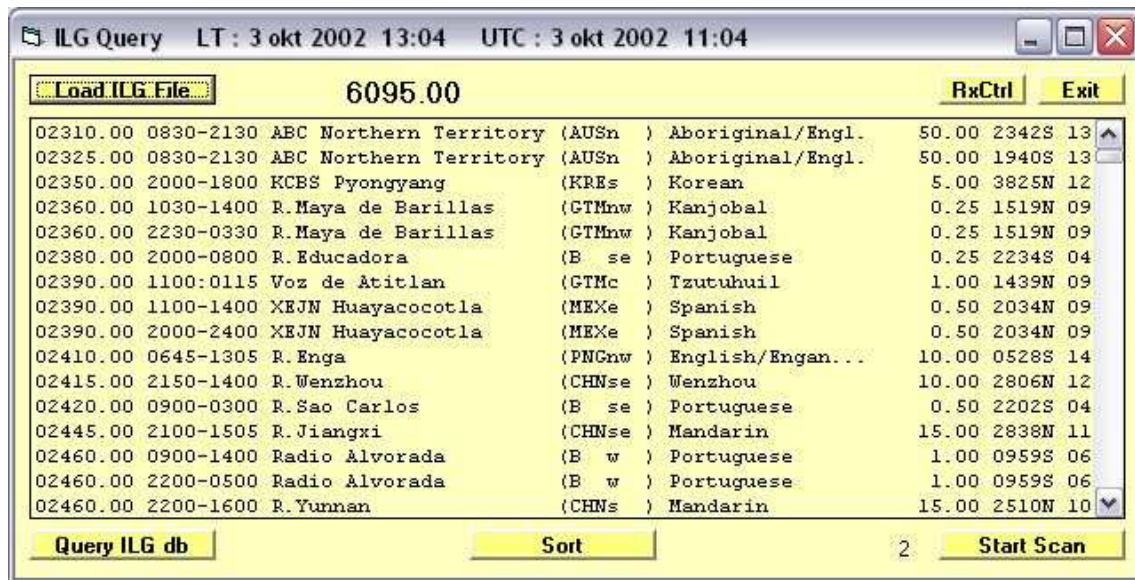 ILG Query LT : 3 okt 2002 13:04 UTC : 3 okt 2002 11:04
Load ILG File 6095.00 RxCtrl Exit
02310.00 0830-2130 ABC Northern Territory (AUSn ) Aboriginal/Engl. 50.00 2342S 13
02325.00 0830-2130 ABC Northern Territory (AUSn ) Aboriginal/Engl. 50.00 1940S 13
02350.00 2000-1800 KCBS Pyongyang (KREs ) Korean 5.00 3825N 12
02360.00 1030-1400 R.Maya de Barillas (GTMnw ) Kanjobal 0.25 1519N 09
02360.00 2230-0330 R.Maya de Barillas (GTMnw ) Kanjobal 0.25 1519N 09
02380.00 2000-0800 R.Educadora (B se ) Portuguese 0.25 2234S 04
02390.00 1100:0115 Voz de Atitlan (GTMc ) Tzutuhuil 1.00 1439N 09
02390.00 1100-1400 XEJN Huayacocotla (MEXe ) Spanish 0.50 2034N 09
02390.00 2000-2400 XEJN Huayacocotla (MEXe ) Spanish 0.50 2034N 09
02410.00 0645-1305 R.Enga (PNGnw ) English/Engan... 10.00 0528S 14
02415.00 2150-1400 R.Wenzhou (CHNse ) Wenzhou 10.00 2806N 12
02420.00 0900-0300 R.Sao Carlos (B se ) Portuguese 0.50 2202S 04
02445.00 2100-1505 R.Jiangxi (CHNse ) Mandarin 15.00 2838N 11
02460.00 0900-1400 Radio Alvorada (B w ) Portuguese 1.00 0959S 06
02460.00 2200-0500 Radio Alvorada (B w ) Portuguese 1.00 0959S 06
02460.00 2200-1600 R.Yunnan (CHNs ) Mandarin 15.00 2510N 10
Query ILG db Sort 2 Start Scan